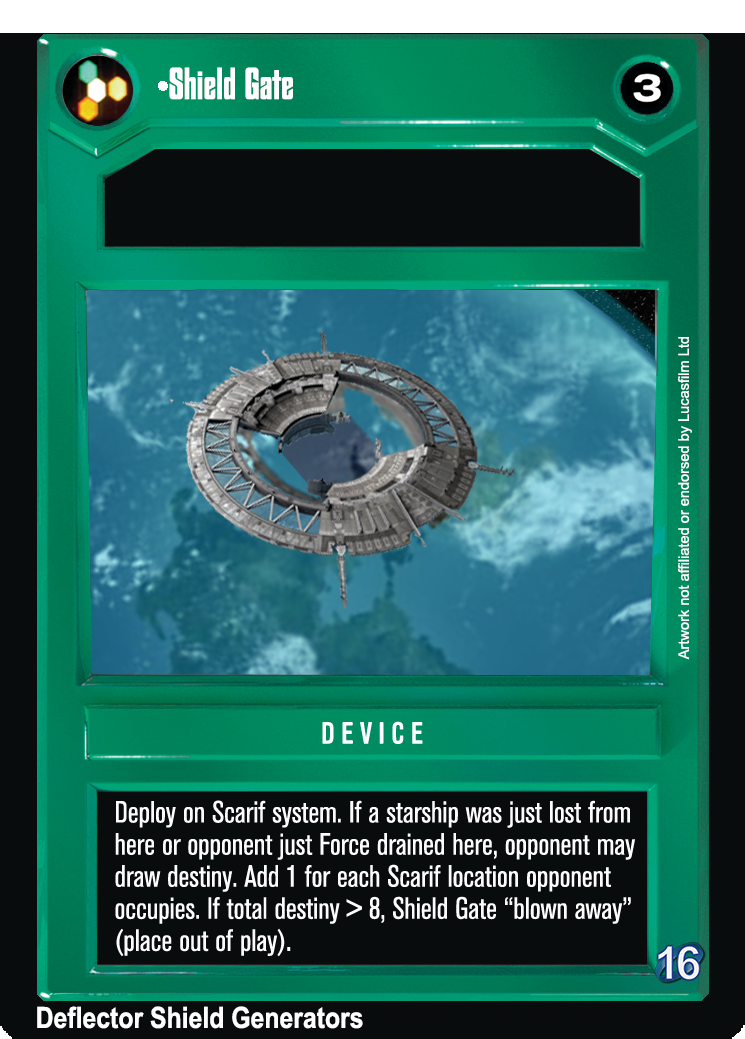 •Shield Gate
3
Artwork not affiliated or endorsed by Lucasfilm Ltd
DEVICE
Deploy on Scarif system. If a starship was just lost from
here or opponent just Force drained here, opponent may
draw destiny. Add 1 for each Scarif location opponent
occupies. If total destiny > 8, Shield Gate “blown away”
(place out of play).
16
Deflector Shield Generators